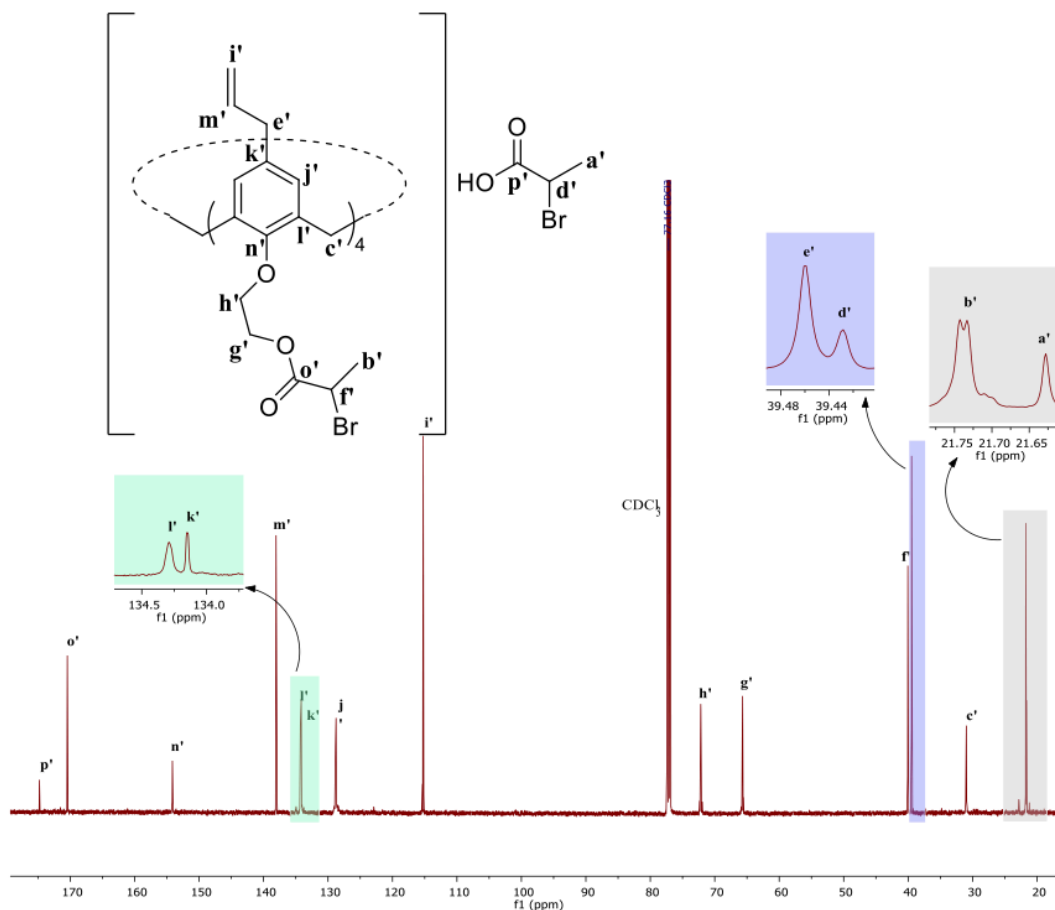 i'
m'
e'
k'
j'
n'
l'
c'
4
O
h'
g'
O
o'
O
b'
f'
Br
O
HO
p'
a'
d'
Br
e'
d'
39.48
39.44
f1 (ppm)
b'
a'
21.75
21.70
21.65
f1 (ppm)
l'
k'
134.5
134.0
f1 (ppm)
p'
o'
n'
m'
l'
k'
j
'
i'
CDCl3
h'
g'
f'
c'
170 160 150 140 130 120 110 100 90 80 70 60 50 40 30 20
f1 (ppm)